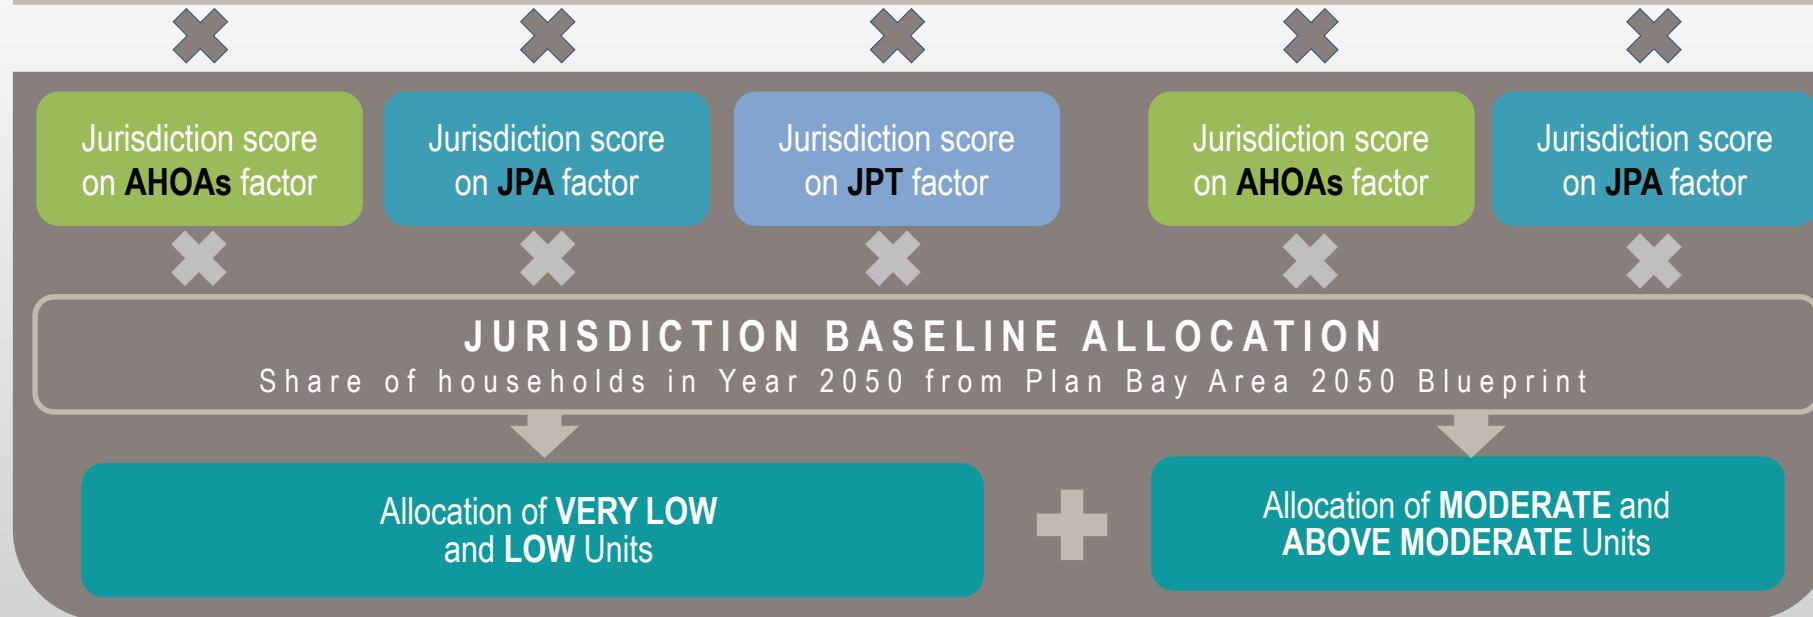 Jurisdiction score
on AHOAs factor
Jurisdiction score
on JPA factor
Jurisdiction score
on JPT factor
Jurisdiction score
on AHOAs factor
Jurisdiction score
on JPA factor
JURISDICTION BASELINE ALLOCATION
Share of households in Year 2050 from Plan Bay Area 2050 Blueprint
Allocation of VERY LOW
and LOW Units
Allocation of MODERATE and
ABOVE MODERATE Units